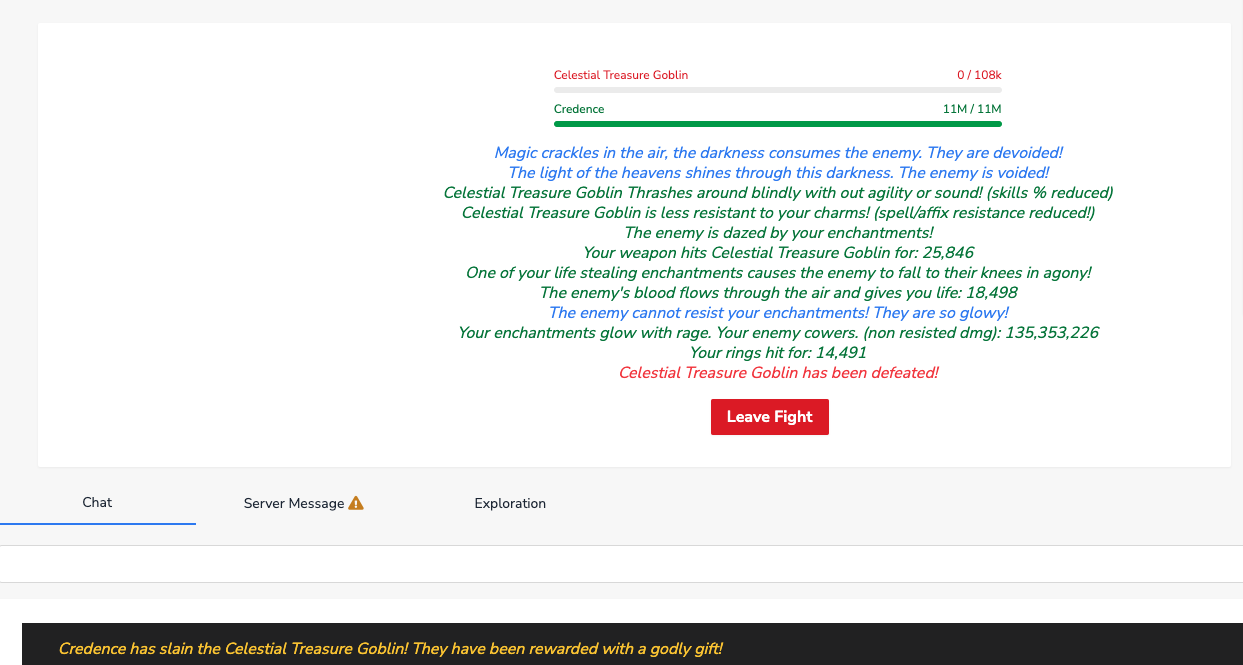 Celestial Treasure Goblin 0 / 108k
Credence 11M / 11M
Magic crackles in the air, the darkness consumes the enemy. They are devoided!
The light of the heavens shines through this darkness. The enemy is voided!
Celestial Treasure Goblin Thrashes around blindly with out agility or sound! (skills % reduced)
Celestial Treasure Goblin is less resistant to your charms! (spell/affix resistance reduced!)
The enemy is dazed by your enchantments!
Your weapon hits Celestial Treasure Goblin for: 25,846
One of your life stealing enchantments causes the enemy to fall to their knees in agony!
The enemy's blood flows through the air and gives you life: 18,498
The enemy cannot resist your enchantments! They are so glowy!
Your enchantments glow with rage. Your enemy cowers. (non resisted dmg): 135,353,226
Your rings hit for: 14,491
Celestial Treasure Goblin has been defeated!
Leave Fight
Chat Server Message Exploration
Credence has slain the Celestial Treasure Goblin! They have been rewarded with a godly gift!